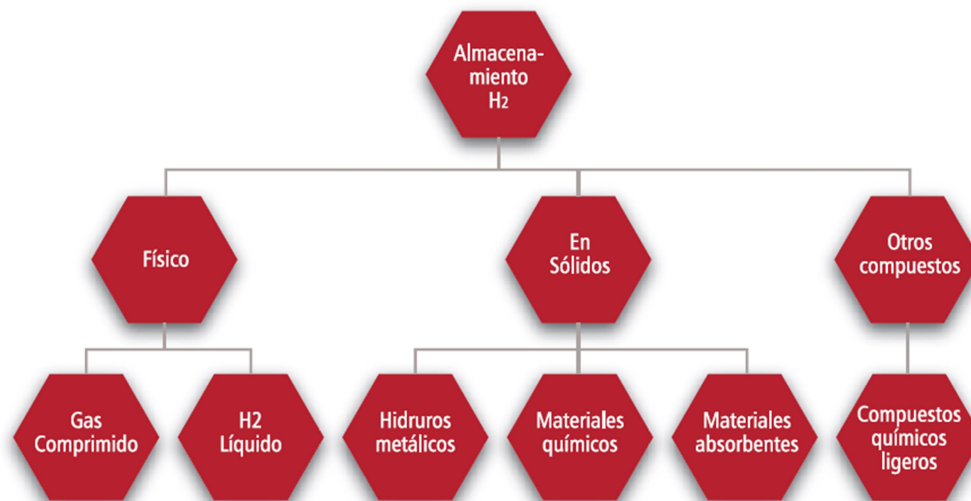 Almacena-
miento
H2
Físico
En
Sólidos
Otros
compuestos
Gas
Comprimido
H2
Líquido
Hidruros
metálicos
Materiales
químicos
Materiales
absorbentes
Compuestos
químicos
ligeros